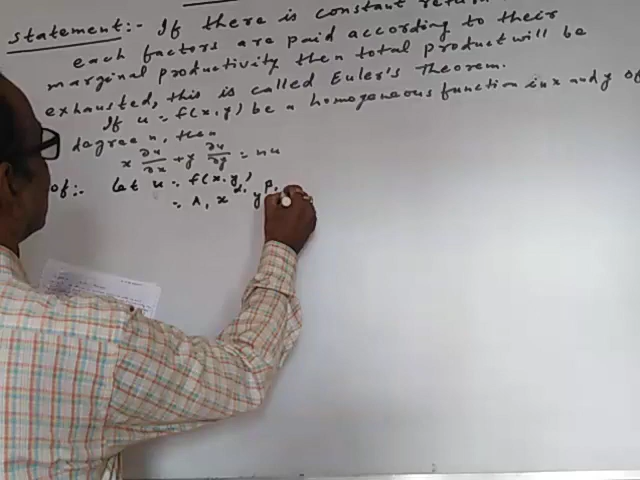 Statement:- If there is constant return
each factors are paid according to their
marginal productivity then total product will be
exhausted, this is called Euler's Theorem.
If u = f(x,y) be a homogeneous function in x and y of
degree n, then
x ∂u/∂x + y ∂u/∂y = nu
of:- Let u = f(x,y)
= A, x^α, y^β,